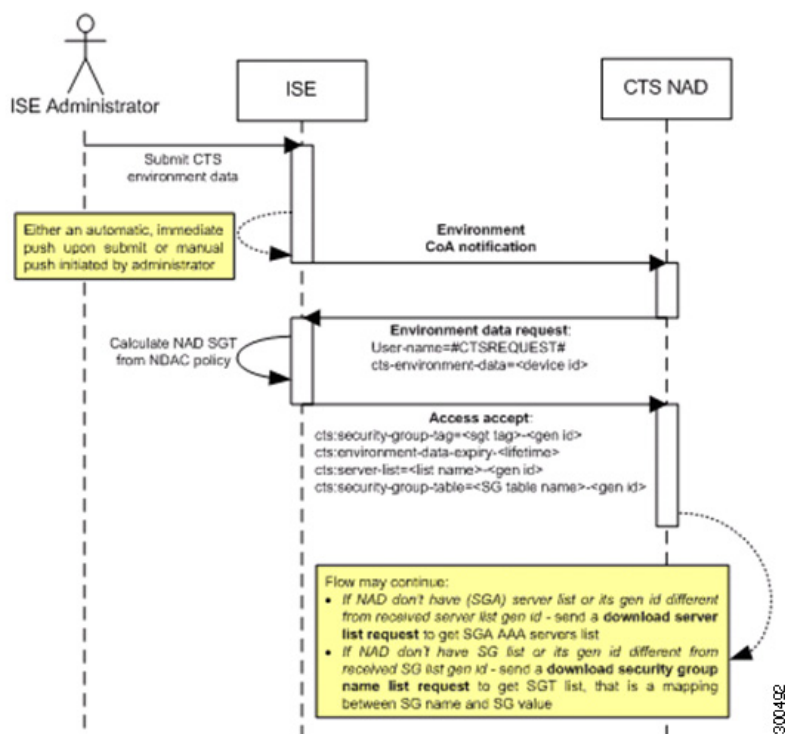 ISE Administrator
ISE
CTS NAD
Submit CTS
environment data
Either an automatic, immediate
push upon submit or manual
push initiated by administrator
Environment
CoA notification
Calculate NAD SGT
from NDAC policy
Environment data request:
User-name=#CTSREQUEST#
cts-environment-data=<device id>
Access accept:
cts:security-group-tag=<sgt tag>-<gen id>
cts:environment-data-expiry-<lifetime>
cts:server-list=<list name>-<gen id>
cts:security-group-table=<SG table name>-<gen id>
Flow may continue:
• If NAD don't have (SGA) server list or its gen id different
from received server list gen id - send a download server
list request to get SGA AAA servers list
• If NAD don't have SG list or its gen id different from
received SG list gen id - send a download security group
name list request to get SGT list, that is a mapping
between SG name and SG value
300492